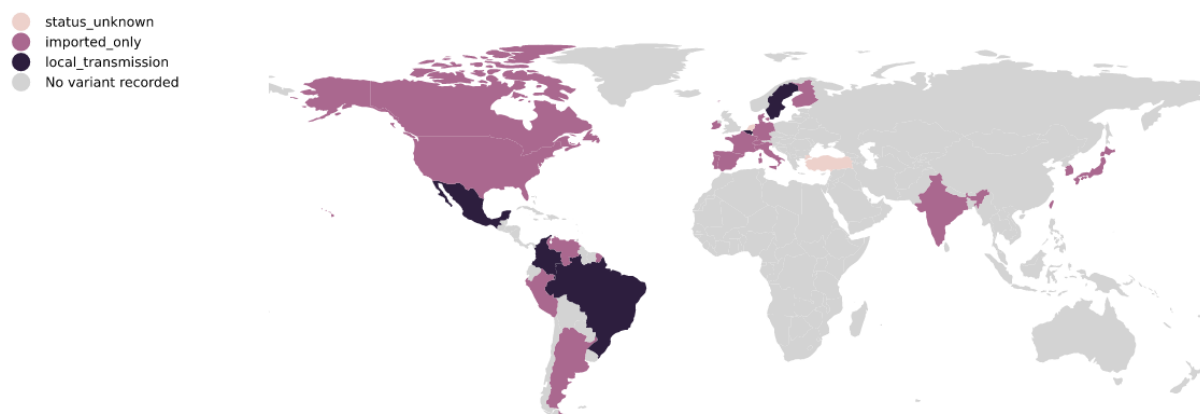 status_unknown
imported_only
local_transmission
No variant recorded